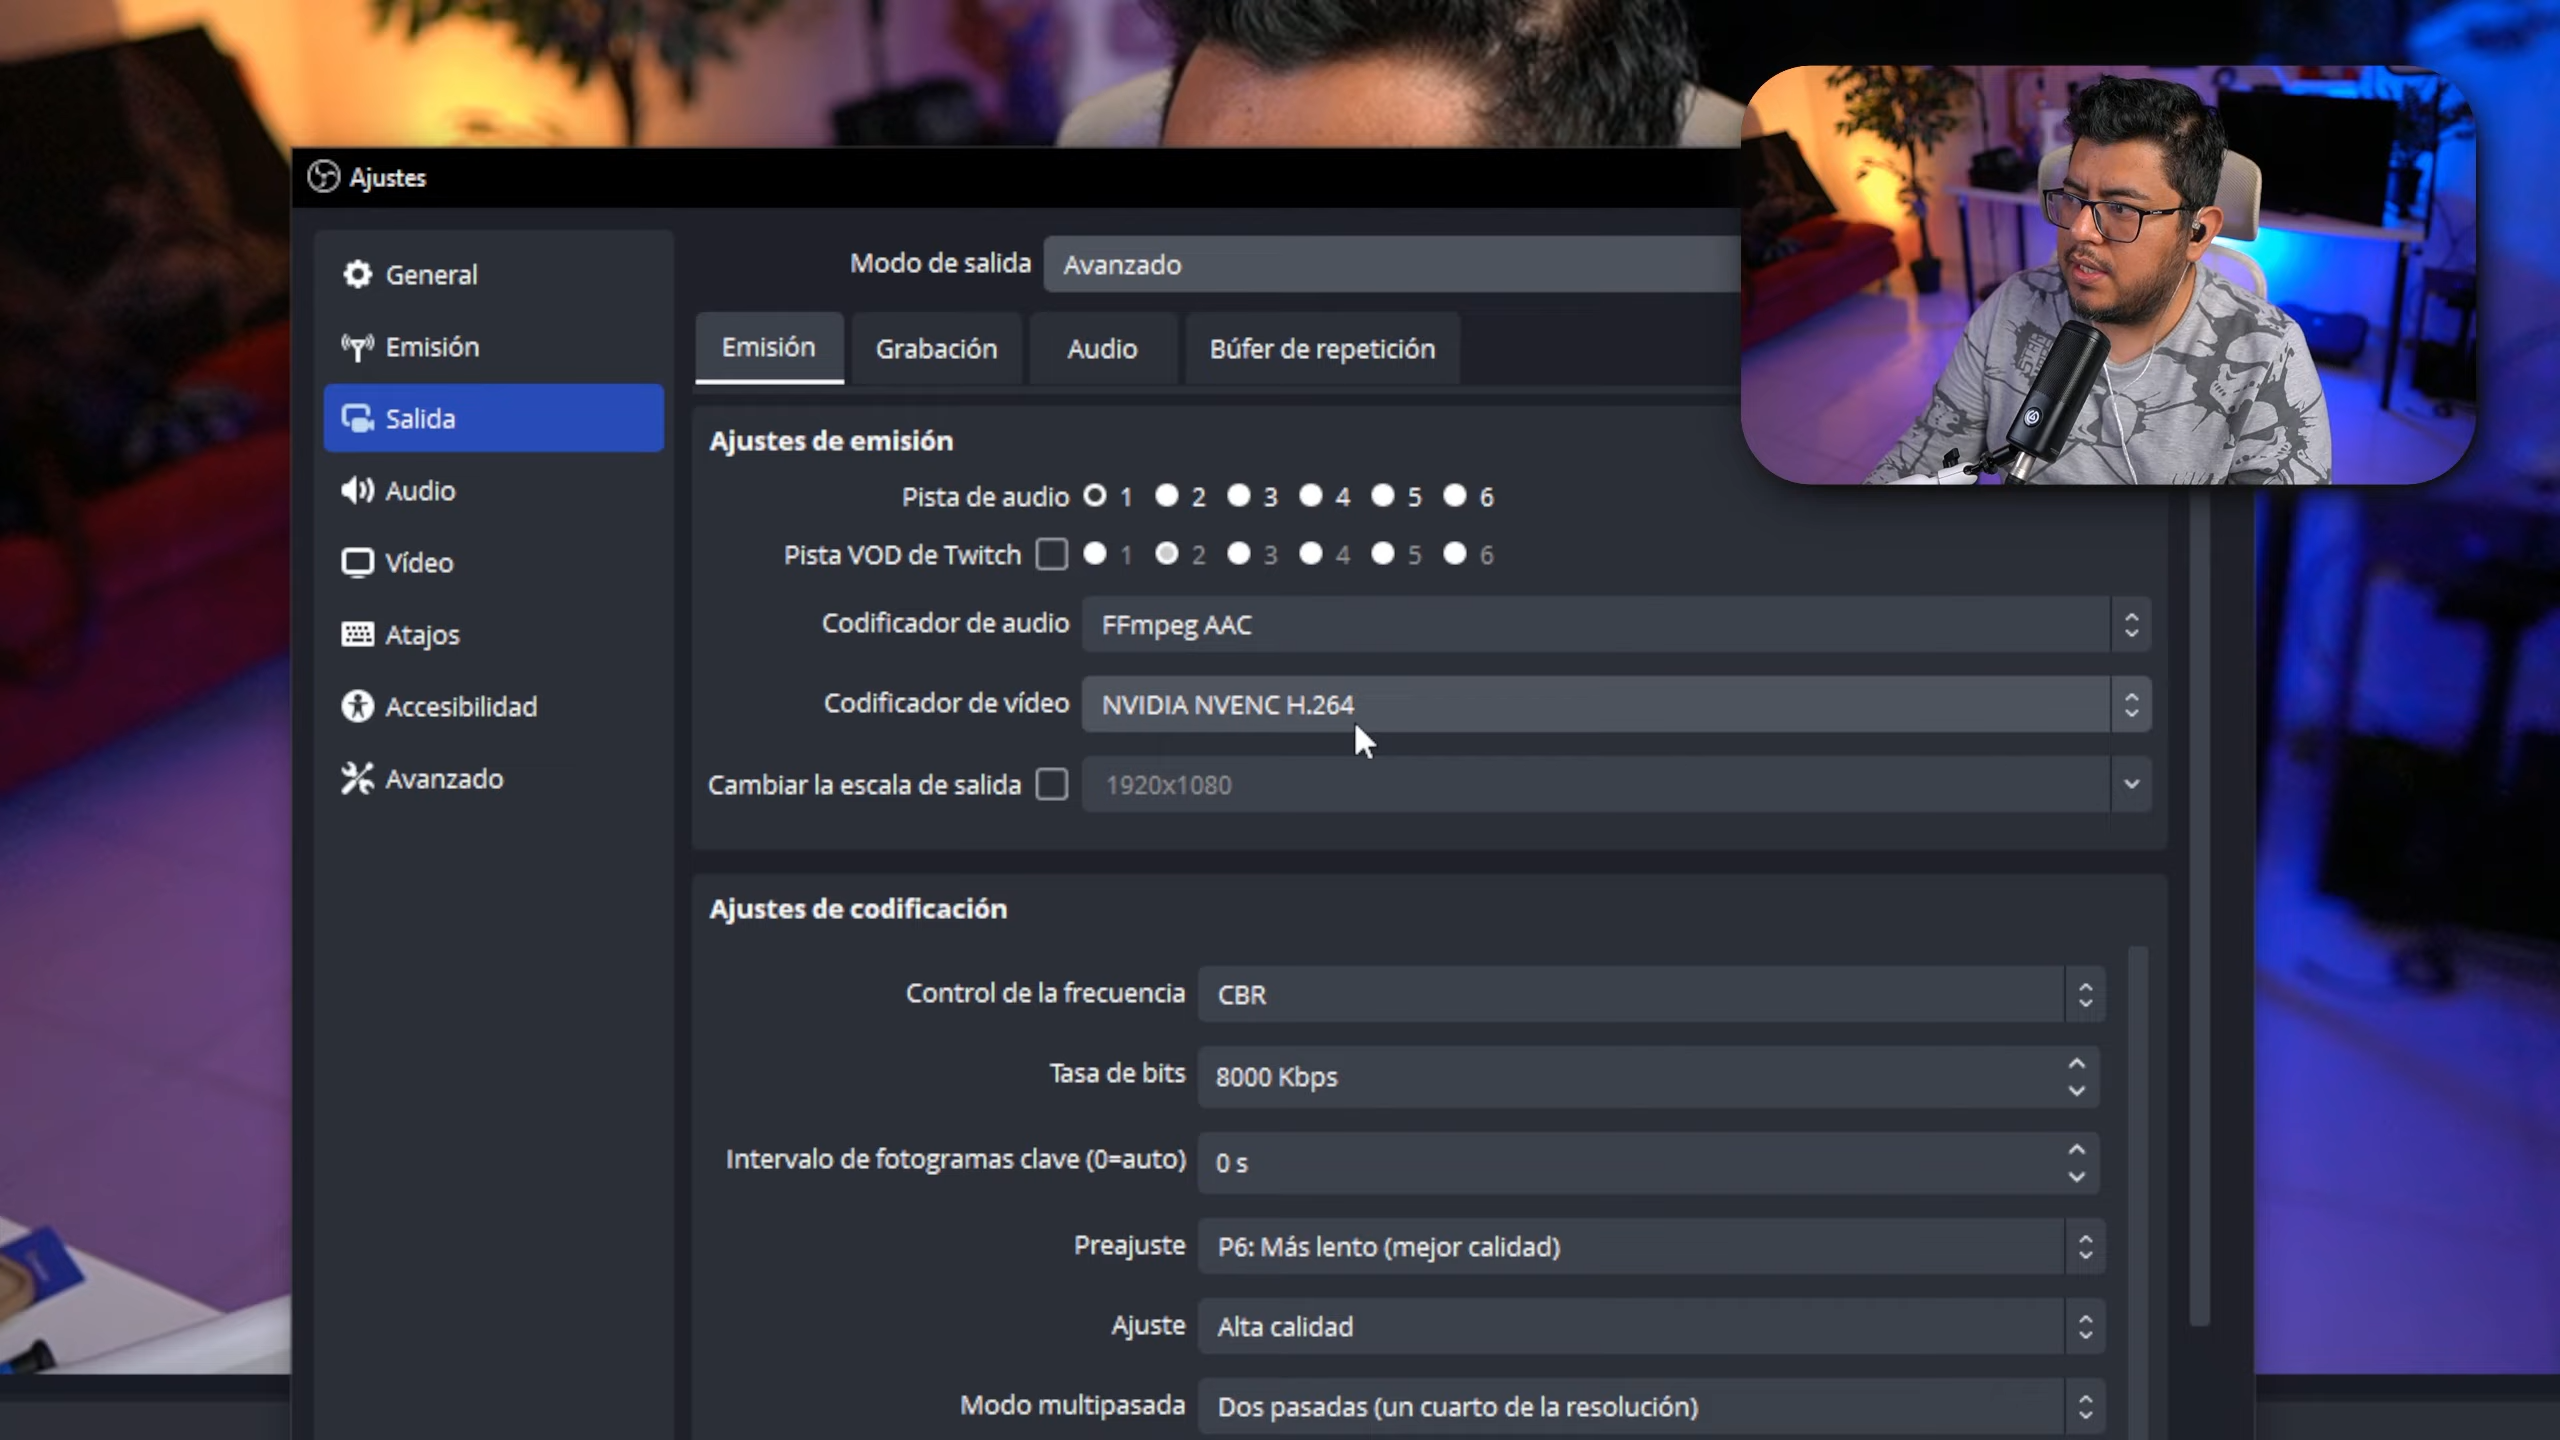 Ajustes
General
Emisión
Salida
Audio
Vídeo
Atajos
Accesibilidad
Avanzado
Modo de salida Avanzado
Emisión Grabación Audio Búfer de repetición
Ajustes de emisión
Pista de audio 1 2 3 4 5 6
Pista VOD de Twitch 1 2 3 4 5 6
Codificador de audio FFmpeg AAC
Codificador de vídeo NVIDIA NVENC H.264
Cambiar la escala de salida 1920x1080
Ajustes de codificación
Control de la frecuencia CBR
Tasa de bits 8000 Kbps
Intervalo de fotogramas clave (0=auto) 0 s
Preajuste P6: Más lento (mejor calidad)
Ajuste Alta calidad
Modo multipasada Dos pasadas (un cuarto de la resolución)